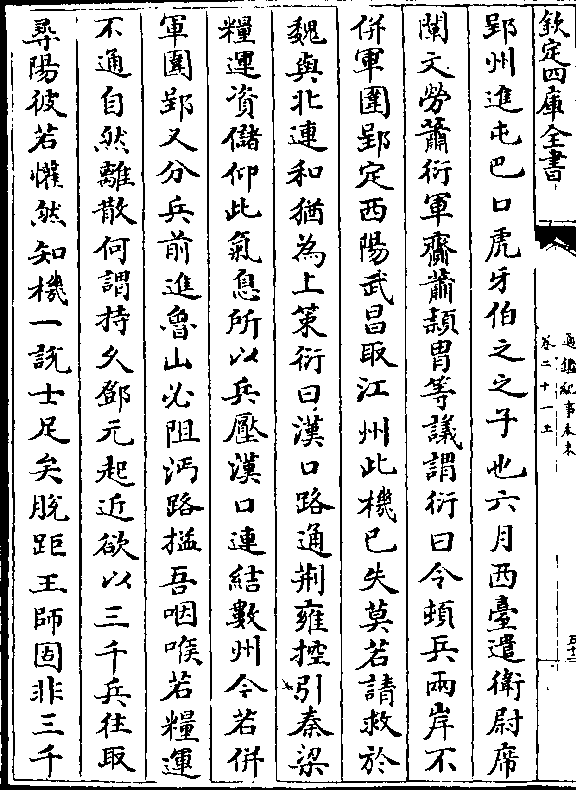 欽定四庫全書
通鑑紀事本末
卷二十一上
郢州進屯巴口虎牙伯之之子也六月西臺遣衛尉席
闡文勞蕭衍軍齎蕭穎胄等議謂衍曰今頓兵兩岸不
併軍圍郢定西陽武昌取江州此機已失莫若請救於
魏與北連和猶為上策衍曰漢口路通荆雍控引秦梁
糧運資儲仰此氣息所以兵壓漢口連結數州今若併
軍圍郢又分兵前進魯山必阻沔路搤吾咽喉若糧運
不通自然離散何謂持久鄧元起近欲以三千兵往取
尋陽彼若懽然知機一說士足矣脫距王師固非三千